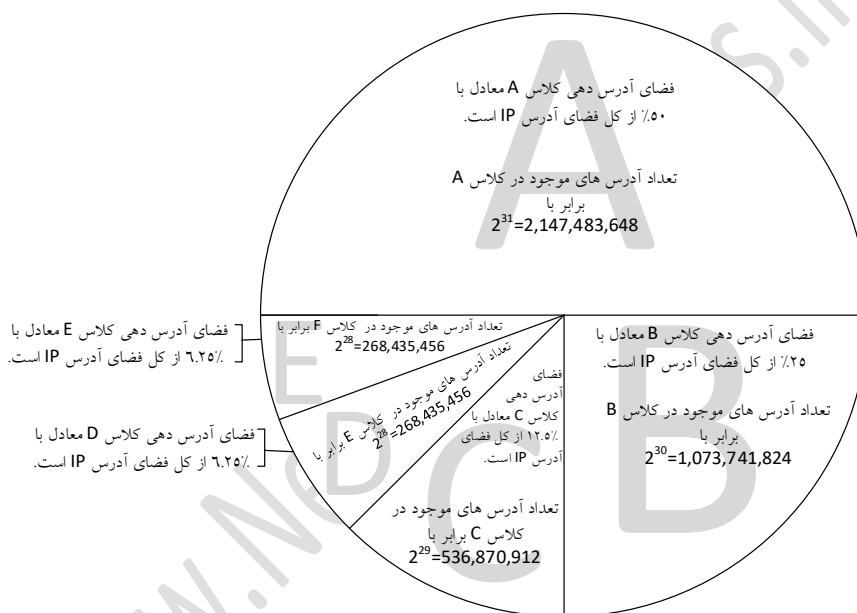 A
فضای آدرس دهی کلاس A معادل با
۵۰٪ از کل فضای آدرس IP است.
تعداد آدرس های موجود در کلاس A
برابر با
2^31=2,147,483,648
فضای آدرس دهی کلاس B معادل با
۲۵٪ از کل فضای آدرس IP است.
تعداد آدرس های موجود در کلاس B
برابر با
2^30=1,073,741,824
B
فضای
آدرس دهی
کلاس C معادل با
۱۲.۵٪ از کل فضای
آدرس IP است.
تعداد آدرس های موجود در
کلاس C برابر با
2^29=536,870,912
C
تعداد آدرس های موجود در کلاس F برابر با
2^28=268,435,456
E
فضای آدرس دهی کلاس E معادل با
۶.۲۵٪ از کل فضای آدرس IP است.
تعداد آدرس های موجود در کلاس E برابر با
2^28=268,435,456
D
فضای آدرس دهی کلاس D معادل با
۶.۲۵٪ از کل فضای آدرس IP است.